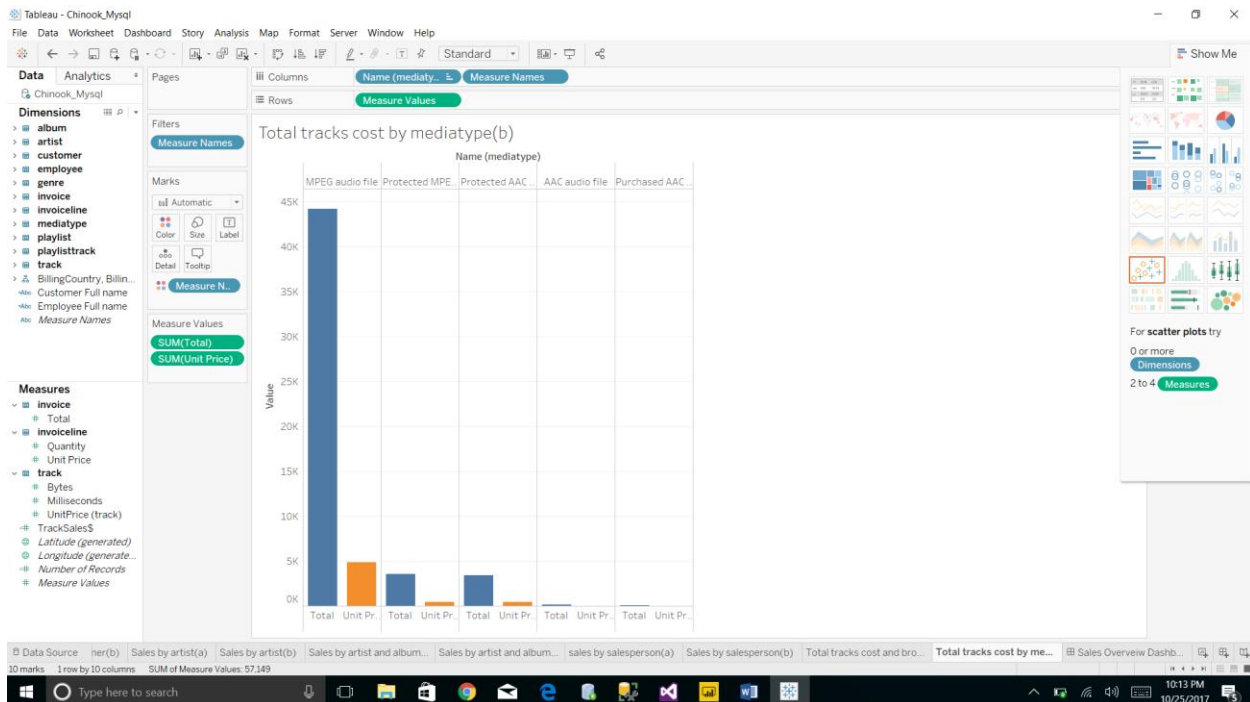 Tableau - Chinook_Mysql
File Data Worksheet Dashboard Story Analysis Map Format Server Window Help
Standard
Show Me
Data Analytics
Chinook_Mysql
Dimensions
album
artist
customer
employee
genre
invoice
invoiceline
mediatype
playlist
playlisttrack
track
BillingCountry, Billin...
Abc Customer Full name
Abc Employee Full name
Abc Measure Names
Measures
invoice
# Total
invoiceline
# Quantity
# Unit Price
track
# Bytes
# Milliseconds
# UnitPrice (track)
=# TrackSales$
Latitude (generated)
Longitude (generate...
=# Number of Records
# Measure Values
Pages
Filters
Measure Names
Marks
Automatic
Color Size Label
Detail Tooltip
Measure N..
Measure Values
SUM(Total)
SUM(Unit Price)
Columns Name (mediaty.. Measure Names
Rows Measure Values
Total tracks cost by mediatype(b)
Name (mediatype)
MPEG audio file Protected MPE.. Protected AAC .. AAC audio file Purchased AAC ..
45K
40K
35K
30K
25K
20K
15K
10K
5K
0K
Value
Total Unit Pr.. Total Unit Pr.. Total Unit Pr.. Total Unit Pr.. Total Unit Pr..
For scatter plots try
0 or more
Dimensions
2 to 4 Measures
Data Source ner(b) Sales by artist(a) Sales by artist(b) Sales by artist and album... Sales by artist and album... sales by salesperson(a) Sales by salesperson(b) Total tracks cost and bro... Total tracks cost by me... Sales Overveiw Dashb...
10 marks 1 row by 10 columns SUM of Measure Values: 57,149
Type here to search
10:13 PM
10/25/2017